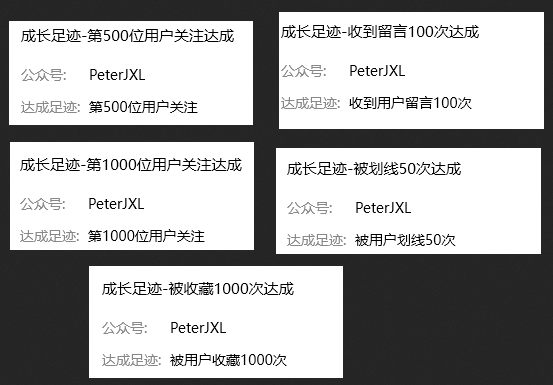 成长足迹-第500位用户关注达成
公众号: PeterJXL
达成足迹: 第500位用户关注
成长足迹-收到留言100次达成
公众号: PeterJXL
达成足迹: 收到用户留言100次
成长足迹-第1000位用户关注达成
公众号: PeterJXL
达成足迹: 第1000位用户关注
成长足迹-被划线50次达成
公众号: PeterJXL
达成足迹: 被用户划线50次
成长足迹-被收藏1000次达成
公众号: PeterJXL
达成足迹: 被用户收藏1000次